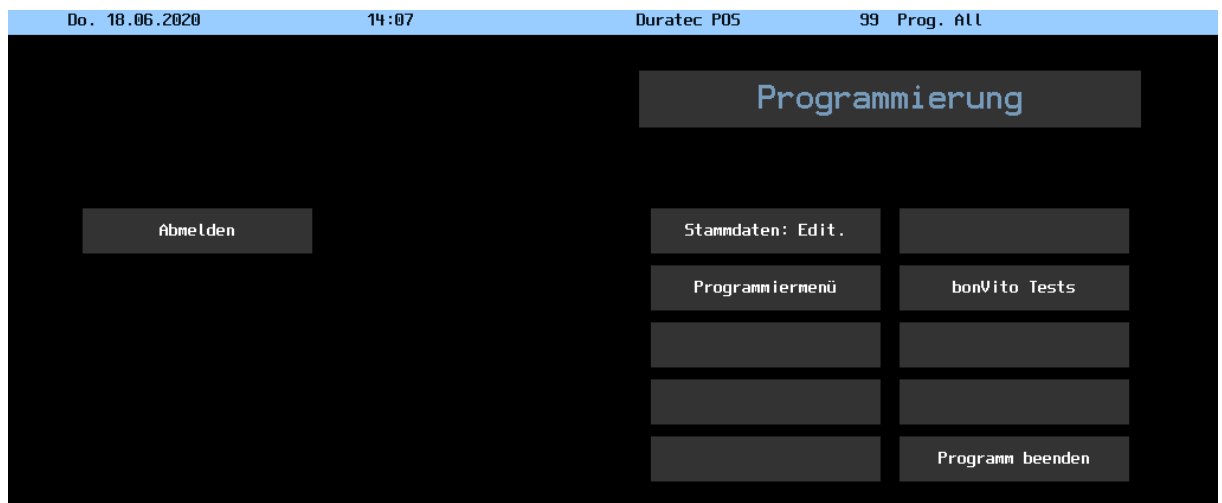 Do. 18.06.2020 14:07 Duratec POS 99 Prog. All
Programmierung
Abmelden Stammdaten: Edit.
Programmiermenü bonVito Tests
Programm beenden